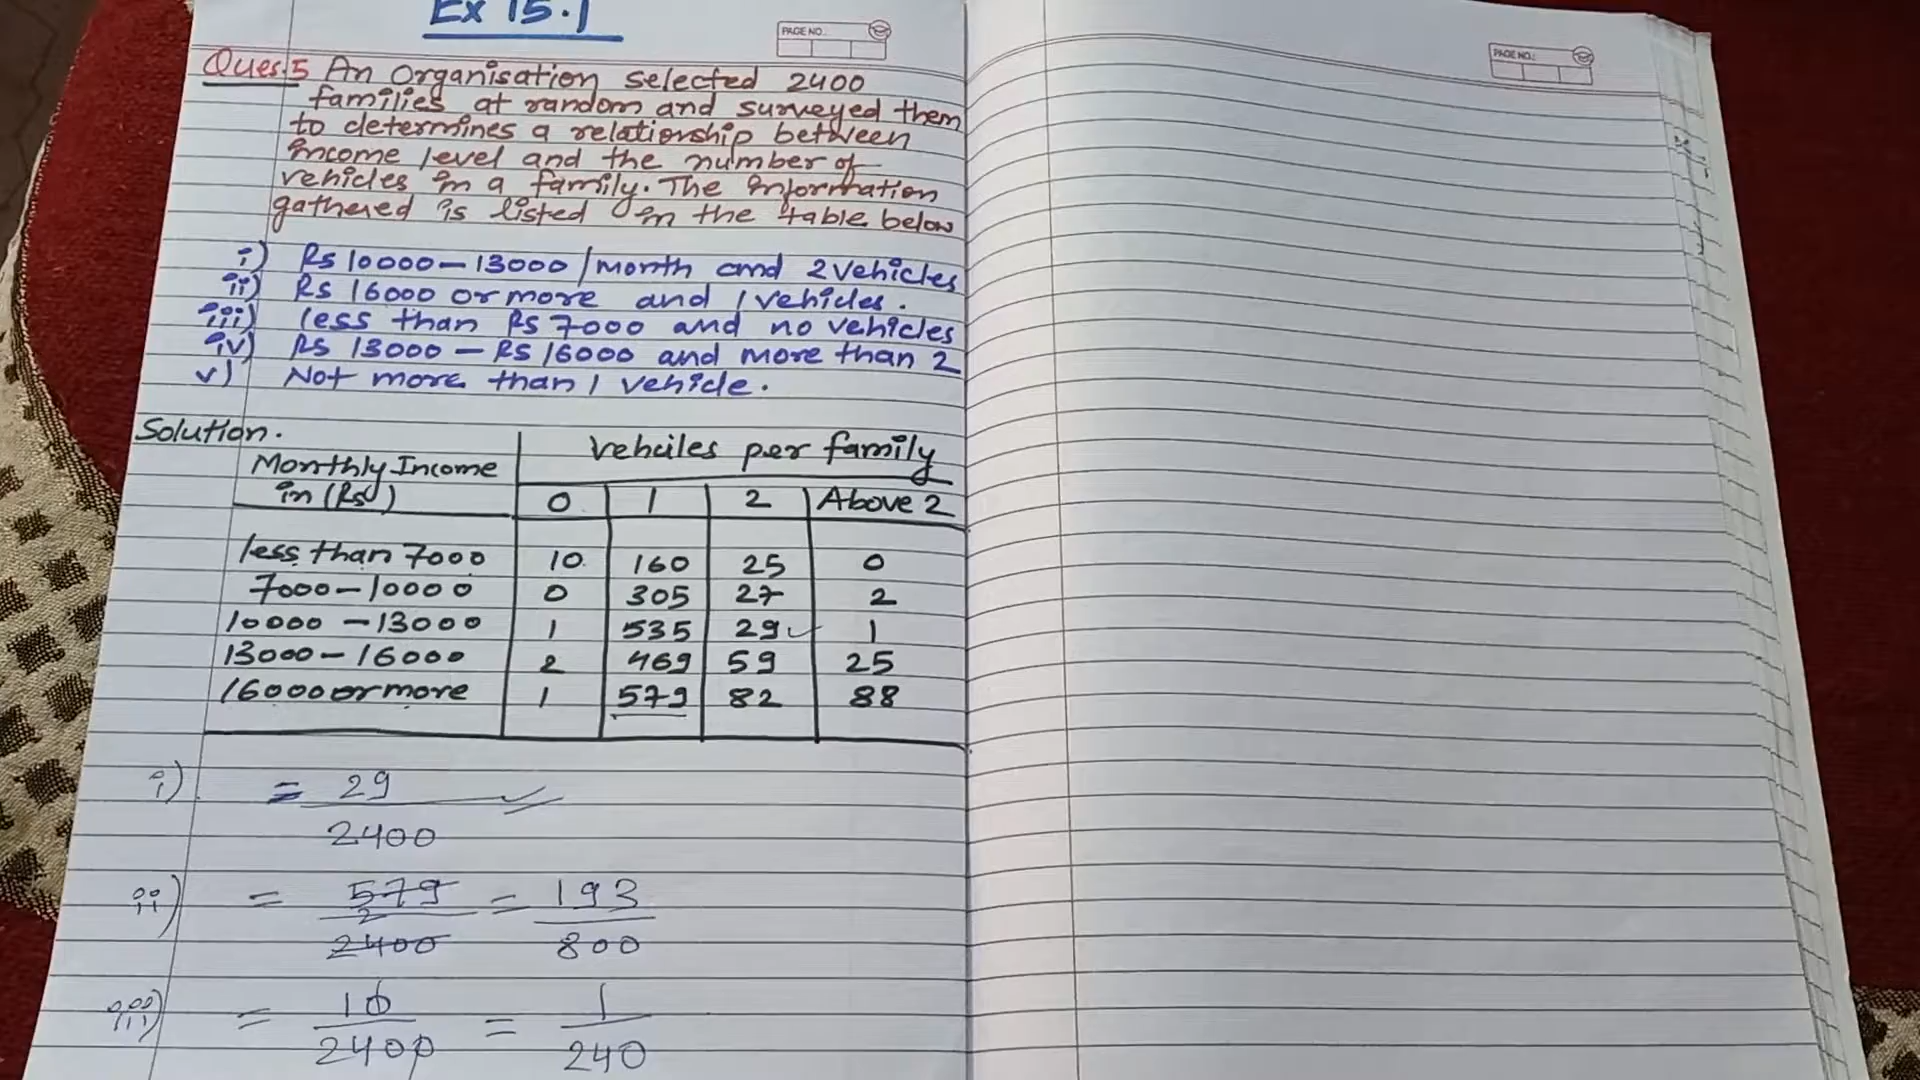 Ex 15.1
PAGE NO.
PAGE NO.:
Ques.5 An Organisation selected 2400
families at random and surveyed them
to determines a relationship between
income level and the number of
vehicles in a family. The information
gathered is listed in the table below
i) Rs 10000-13000/month and 2 vehicles
ii) Rs 16000 or more and 1 vehicles.
iii) less than Rs 7000 and no vehicles
iv) Rs 13000 - Rs 16000 and more than 2
v) Not more than 1 vehicle.
Solution.
Monthly Income in (Rs) vehciles per family
0 1 2 Above 2
less than 7000 10 160 25 0
7000-10000 0 305 27 2
10000-13000 1 535 29 ✓ 1
13000-16000 2 469 59 25
16000 or more 1 579 82 88
i) = 29/2400
ii) = 579/2400 = 193/800
iii) = 10/2400 = 1/240